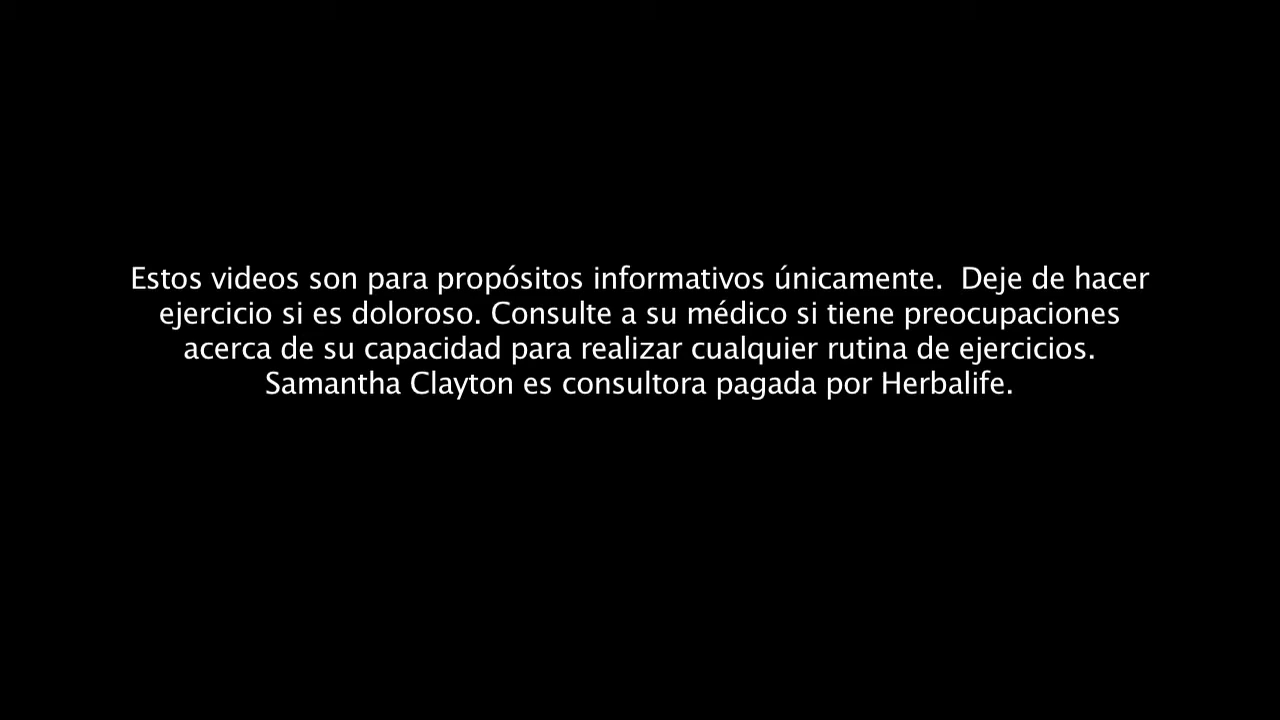 Estos videos son para propósitos informativos únicamente.  Deje de hacer
ejercicio si es doloroso. Consulte a su médico si tiene preocupaciones
acerca de su capacidad para realizar cualquier rutina de ejercicios.
Samantha Clayton es consultora pagada por Herbalife.